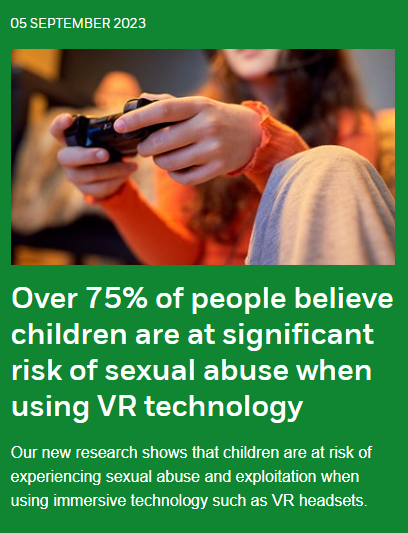 05 SEPTEMBER 2023
Over 75% of people believe
children are at significant
risk of sexual abuse when
using VR technology
Our new research shows that children are at risk of
experiencing sexual abuse and exploitation when
using immersive technology such as VR headsets.